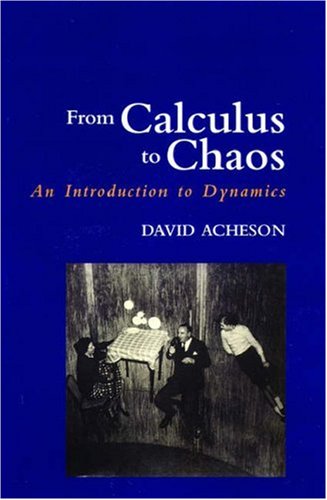 From Calculus
to Chaos
An Introduction to Dynamics
DAVID ACHESON